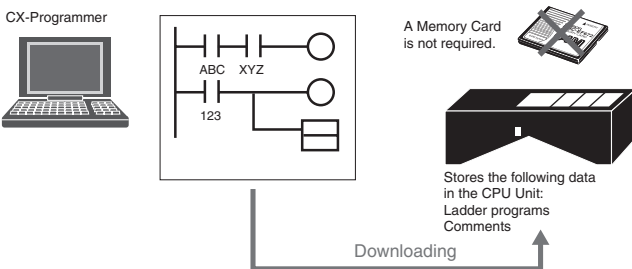 CX-Programmer
ABC XYZ
123
A Memory Card
is not required.
Stores the following data
in the CPU Unit:
Ladder programs
Comments
Downloading